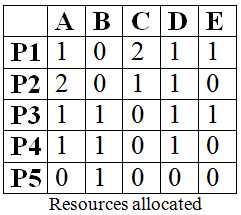 A B C D E
P1 1 0 2 1 1
P2 2 0 1 1 0
P3 1 1 0 1 1
P4 1 1 0 1 0
P5 0 1 0 0 0
Resources allocated